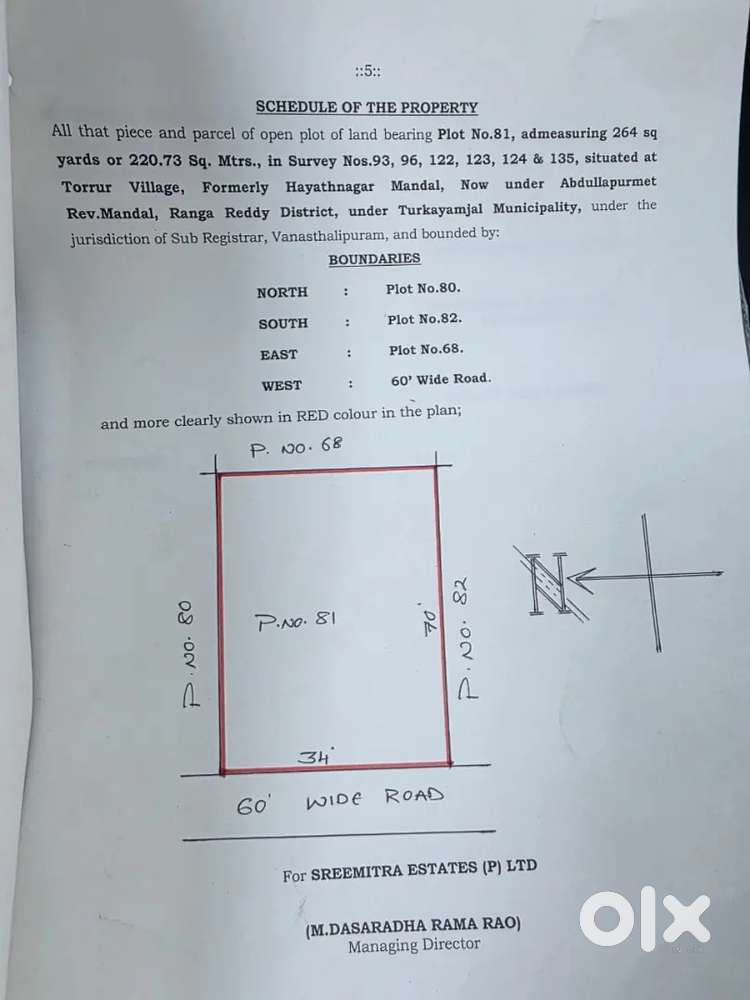 ::5::
SCHEDULE OF THE PROPERTY
All that piece and parcel of open plot of land bearing Plot No.81, admeasuring 264 sq
yards or 220.73 Sq. Mtrs., in Survey Nos.93, 96, 122, 123, 124 & 135, situated at
Torrur Village, Formerly Hayathnagar Mandal, Now under Abdullapurmet
Rev.Mandal, Ranga Reddy District, under Turkayamjal Municipality, under the
jurisdiction of Sub Registrar, Vanasthalipuram, and bounded by:
BOUNDARIES
NORTH : Plot No.80.
SOUTH : Plot No.82.
EAST : Plot No.68.
WEST : 60' Wide Road.
and more clearly shown in RED colour in the plan;
P. NO. 68
P. NO. 80
P.NO. 81
70'
P. NO. 82
N
34'
60' WIDE ROAD
For SREEMITRA ESTATES (P) LTD
(M.DASARADHA RAMA RAO)
Managing Director
olx